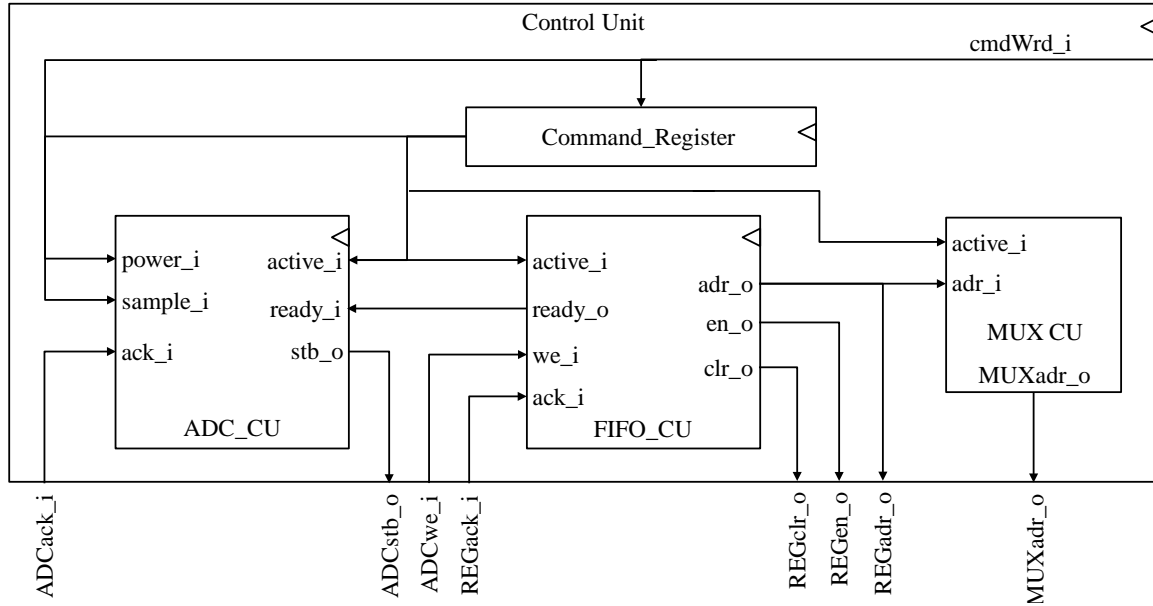 Control Unit
cmdWrd_i
Command_Register
power_i
active_i
sample_i
ready_i
ack_i
stb_o
ADC_CU
active_i
adr_o
ready_o
en_o
we_i
clr_o
ack_i
FIFO_CU
active_i
adr_i
MUX CU
MUXadr_o
ADCack_i
ADCstb_o
ADCwe_i
REGack_i
REGclr_o
REGen_o
REGadr_o
MUXadr_o